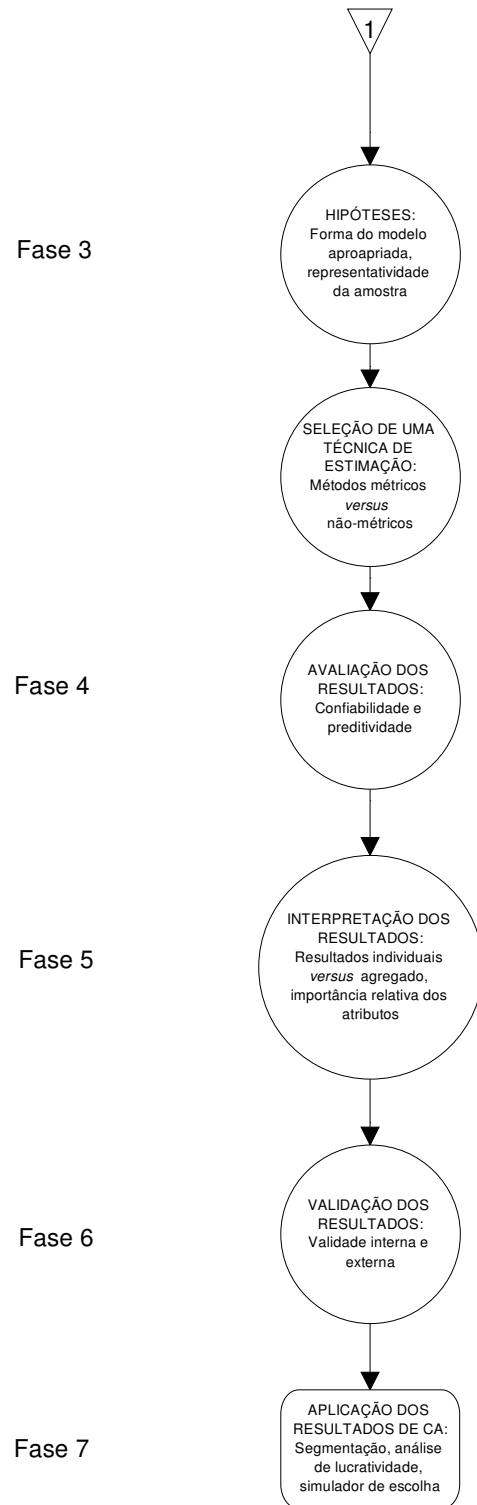 1
Fase 3
HIPÓTESES:
Forma do modelo
aproapriada,
representatividade
da amostra
SELEÇÃO DE UMA
TÉCNICA DE
ESTIMAÇÃO:
Métodos métricos
versus
não-métricos
Fase 4
AVALIAÇÃO DOS
RESULTADOS:
Confiabilidade e
preditividade
Fase 5
INTERPRETAÇÃO DOS
RESULTADOS:
Resultados individuais
versus agregado,
importância relativa dos
atributos
Fase 6
VALIDAÇÃO DOS
RESULTADOS:
Validade interna e
externa
Fase 7
APLICAÇÃO DOS
RESULTADOS DE CA:
Segmentação, análise
de lucratividade,
simulador de escolha